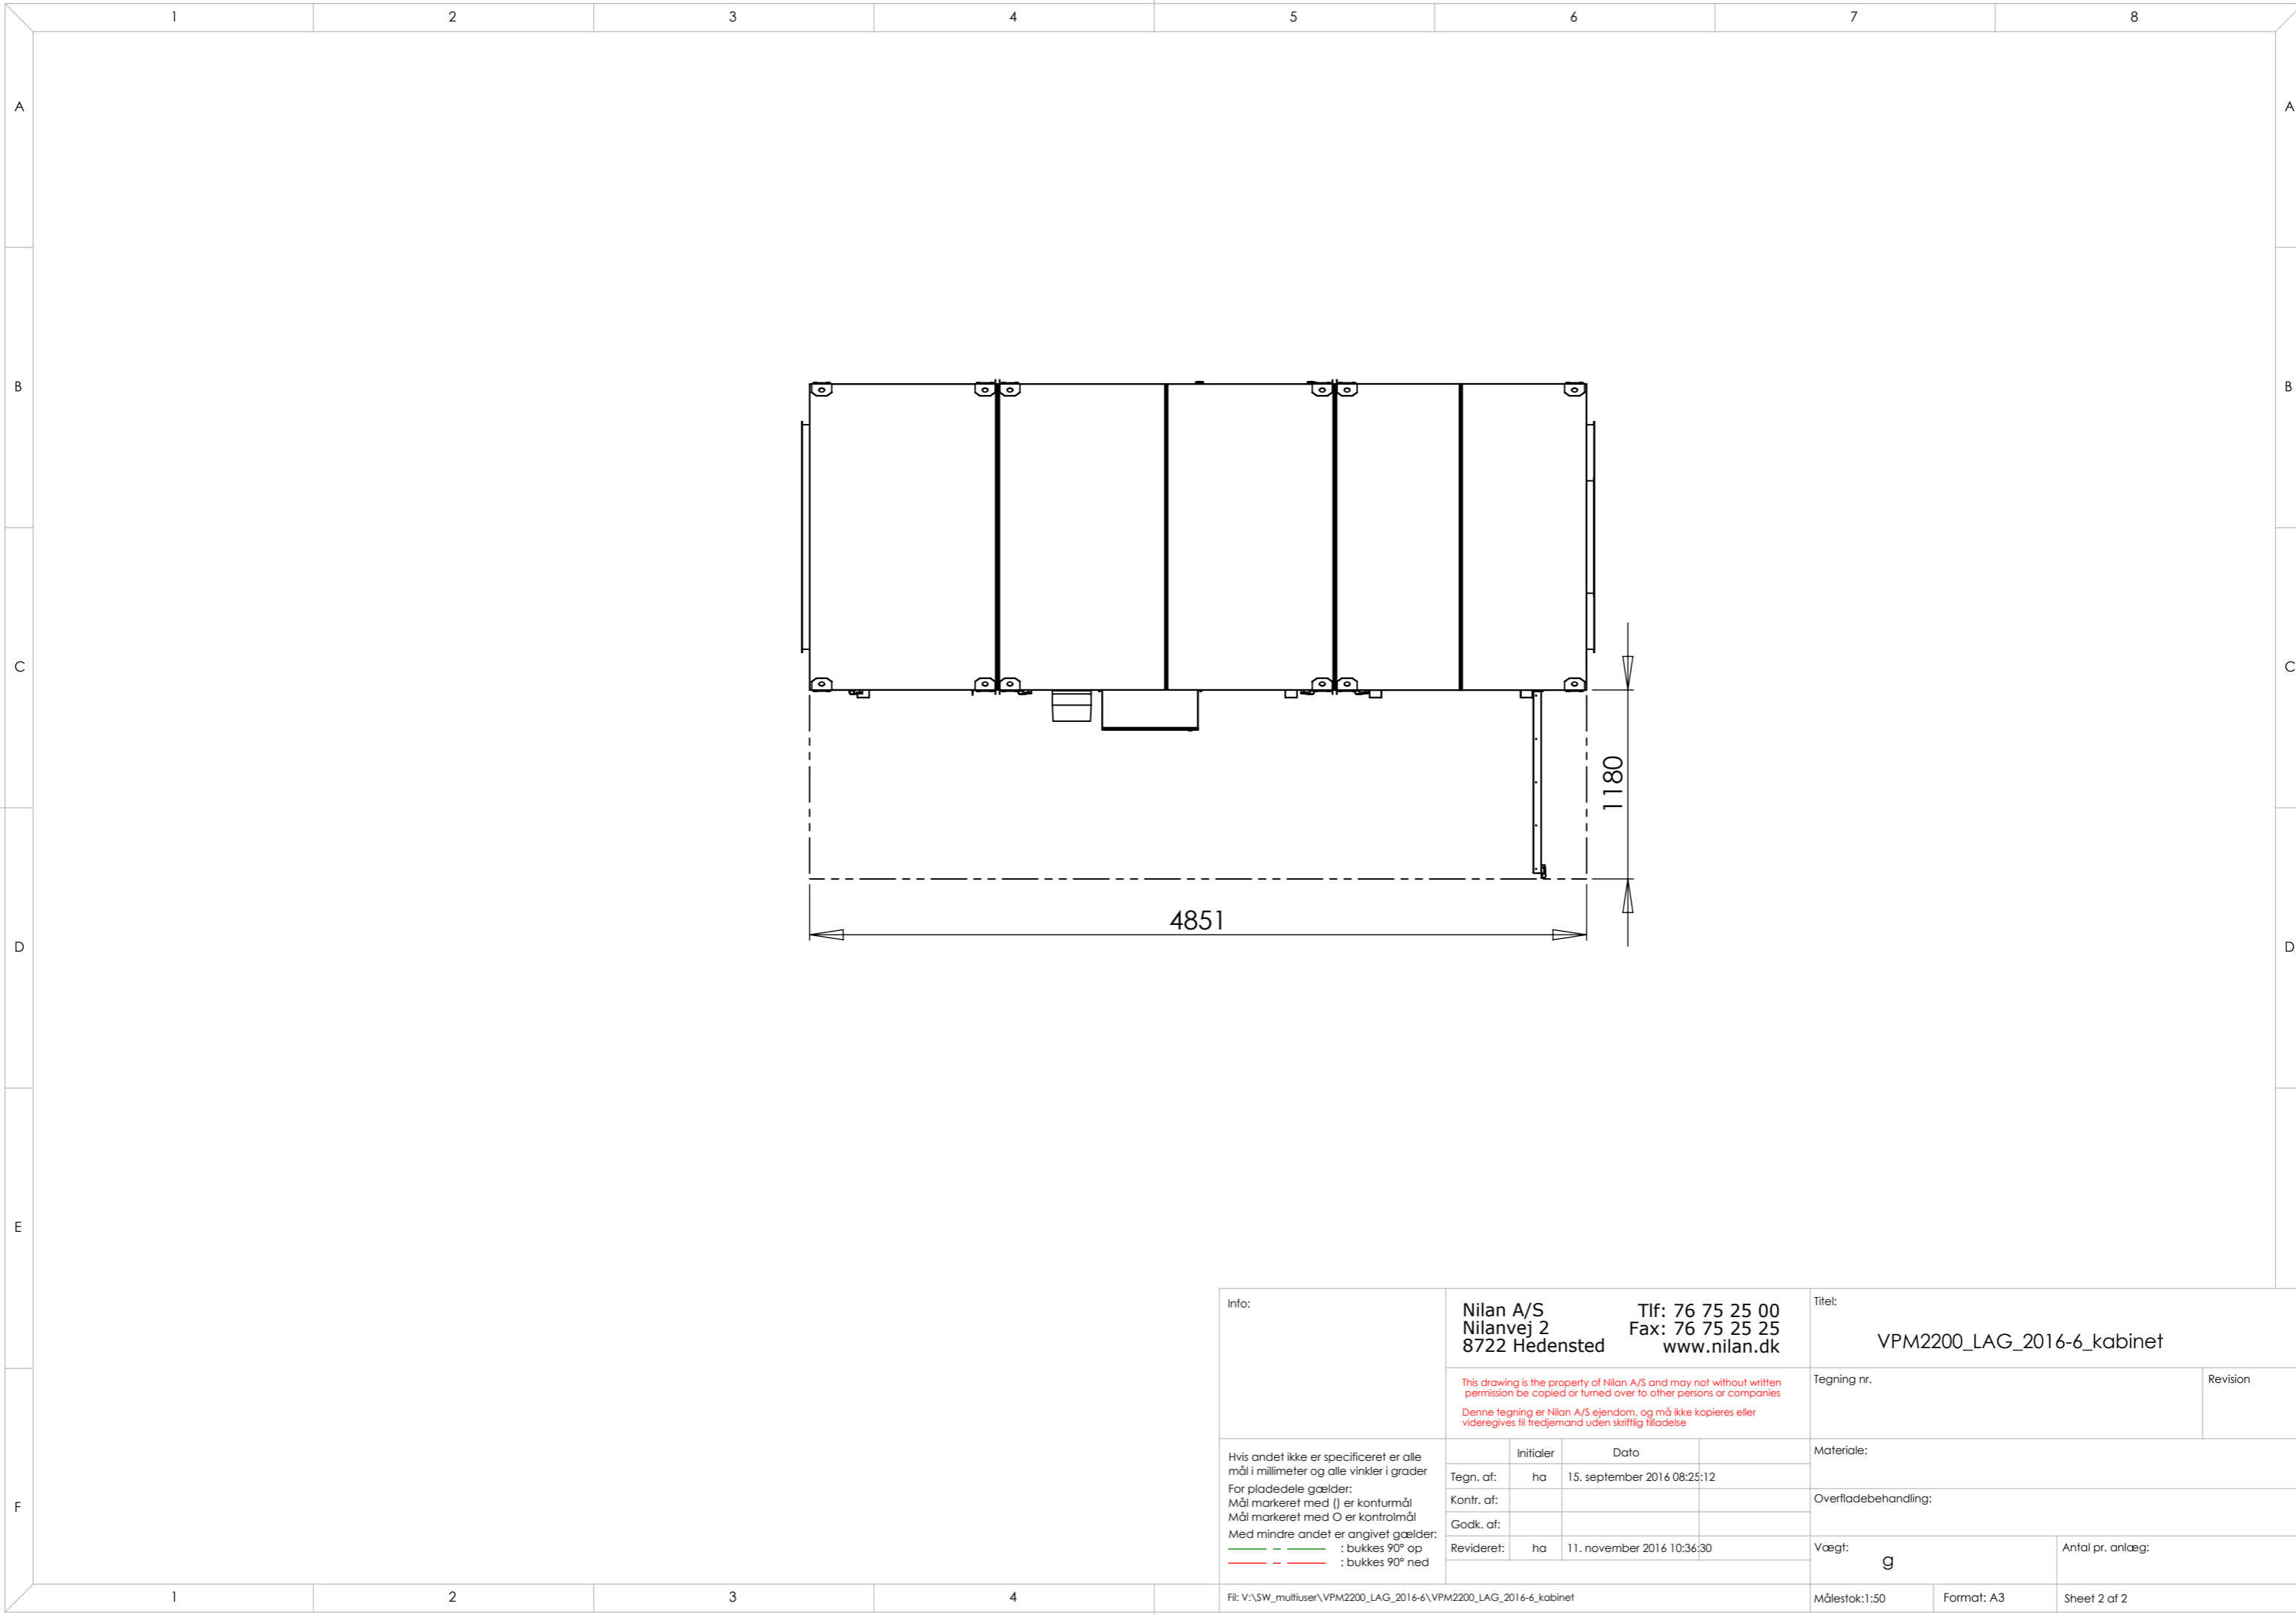 1 2 3 4 5 6 7 8
A A
B B
C C
1180
4851
D D
E
Info:
Nilan A/S Tlf: 76 75 25 00
Nilanvej 2 Fax: 76 75 25 25
8722 Hedensted www.nilan.dk
Titel:
VPM2200_LAG_2016-6_kabinet
This drawing is the property of Nilan A/S and may not without written
permission be copied or turned over to other persons or companies
Denne tegning er Nilan A/S ejendom, og må ikke kopieres eller
videregives til tredjemand uden skriftlig tilladelse
Tegning nr. Revision
Hvis andet ikke er specificeret er alle
mål i millimeter og alle vinkler i grader
For pladedele gælder:
Mål markeret med () er konturmål
Mål markeret med O er kontrolmål
Med mindre andet er angivet gælder:
: bukkes 90° op
: bukkes 90° ned
Initialer Dato
Tegn. af: ha 15. september 2016 08:25:12
Kontr. af:
Godk. af:
Revideret: ha 11. november 2016 10:36:30
Materiale:
Overfladebehandling:
Vægt: g Antal pr. anlæg:
F
Fil: V:\SW_multiuser\VPM2200_LAG_2016-6\VPM2200_LAG_2016-6_kabinet
Målestok:1:50 Format: A3 Sheet 2 af 2
1 2 3 4